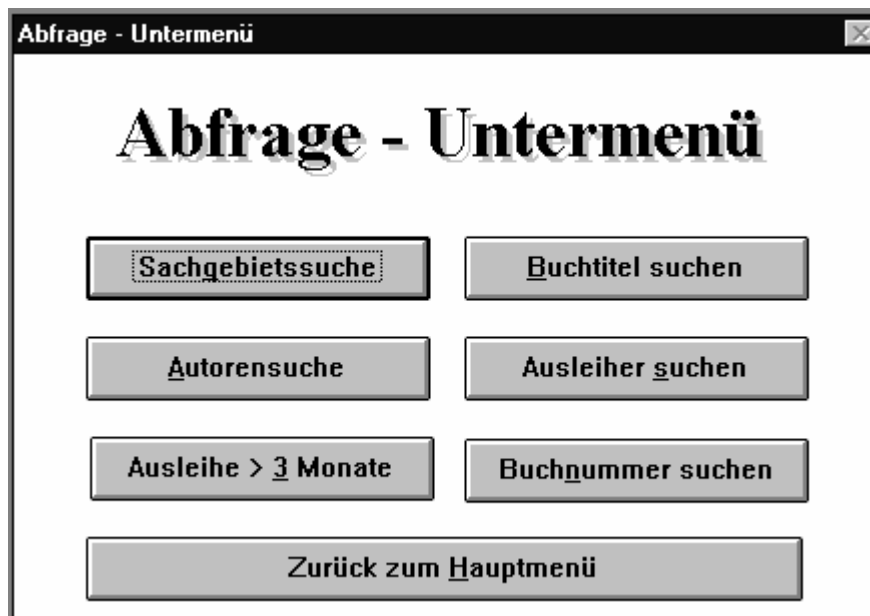 Abfrage - Untermenü
Abfrage - Untermenü
Sachgebietssuche
Buchtitel suchen
Autorensuche
Ausleiher suchen
Ausleihe > 3 Monate
Buchnummer suchen
Zurück zum Hauptmenü